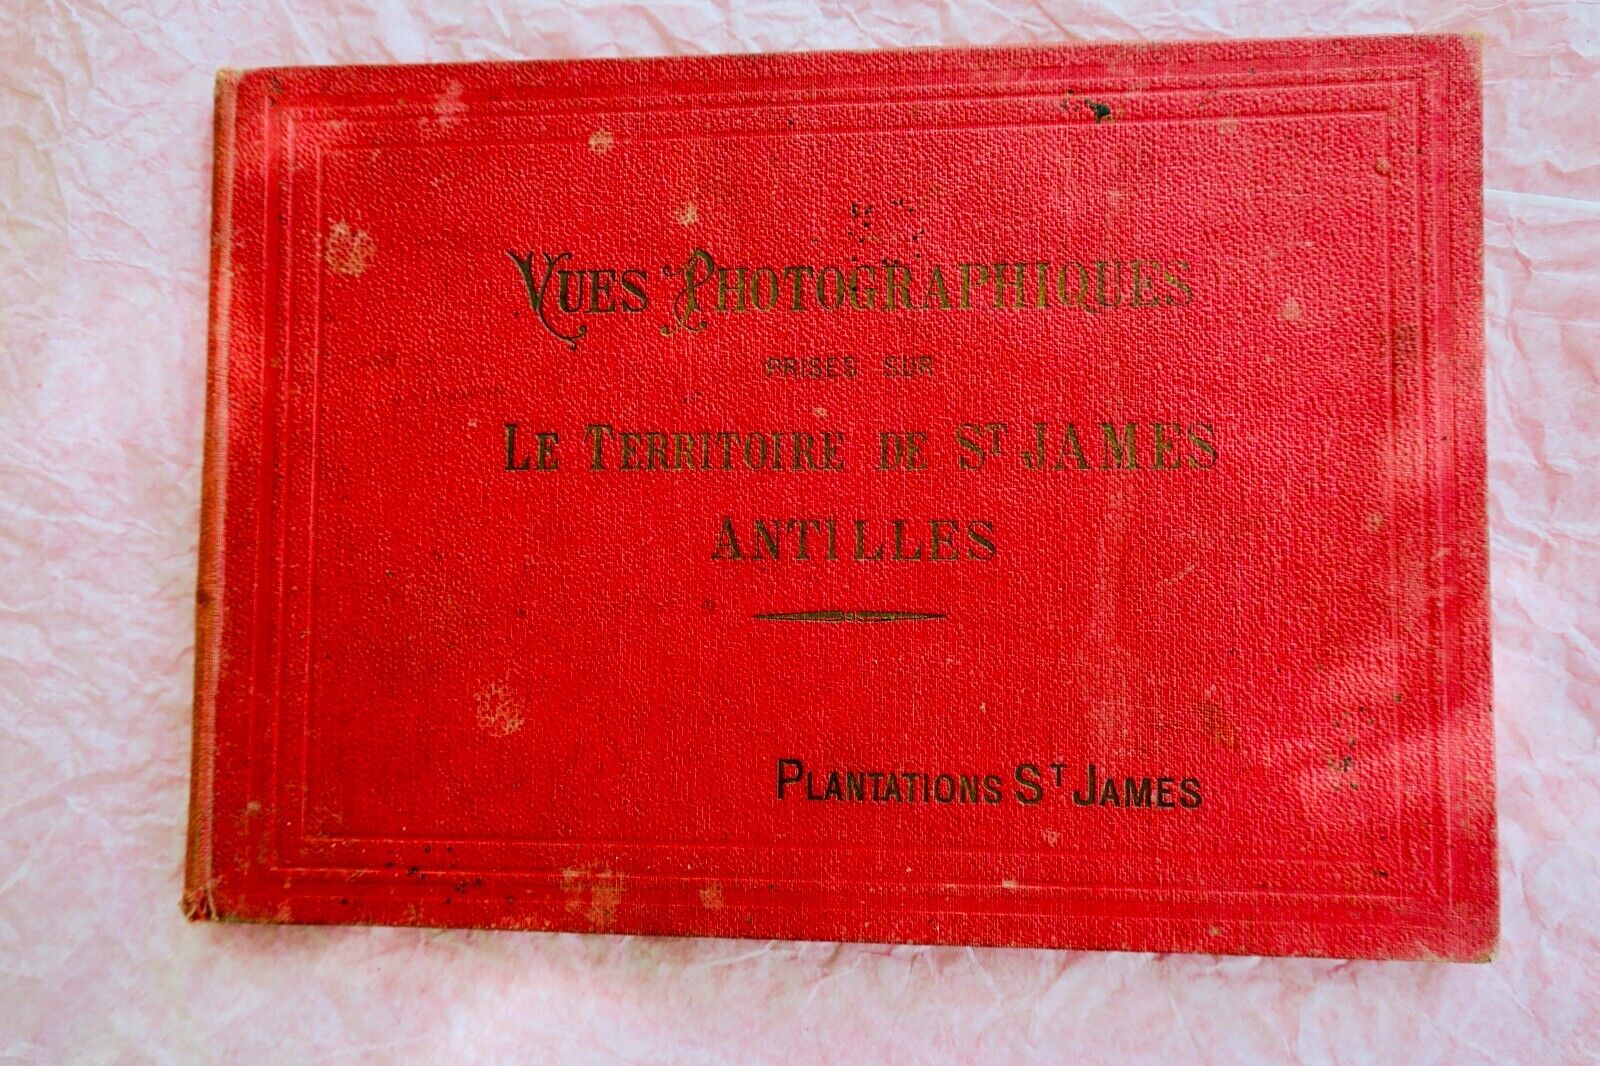 VUES PHOTOGRAPHIQUES
PRISES SUR
LE TERRITOIRE DE ST JAMES
ANTILLES
PLANTATIONS ST JAMES